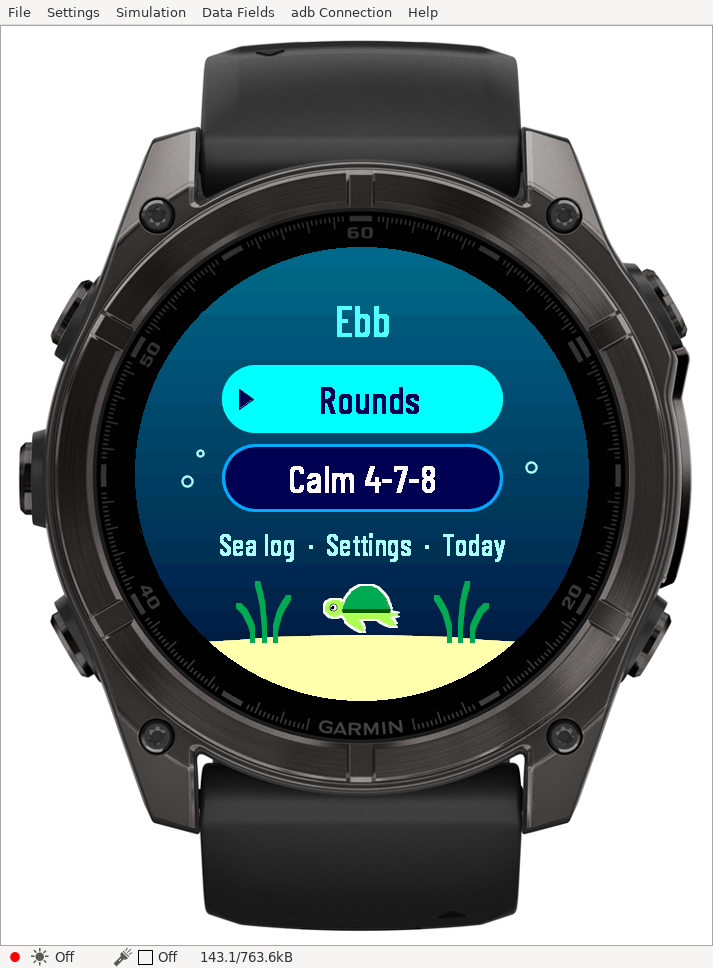 File Settings Simulation Data Fields adb Connection Help
60
50
Ebb
Rounds
Calm 4-7-8
Sea log · Settings · Today
40
20
GARMIN
Off Off 143.1/763.6kB